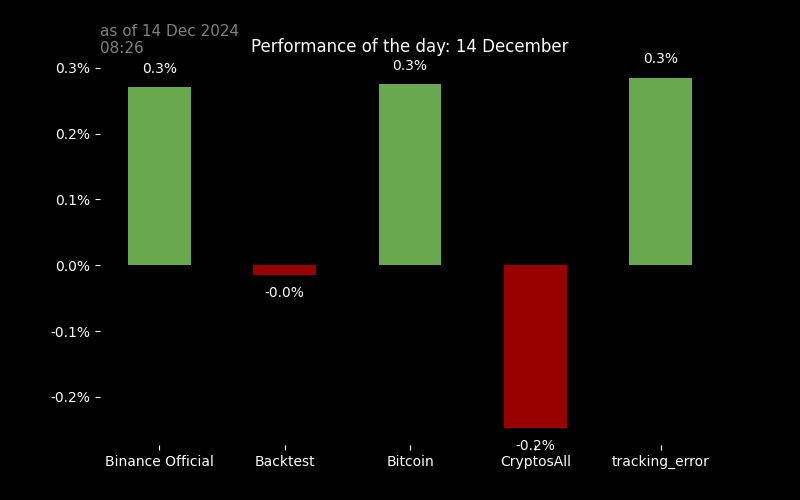 as of 14 Dec 2024
08:26
Performance of the day: 14 December
0.3%
0.2%
0.1%
0.0%
-0.1%
-0.2%
0.3%
-0.0%
0.3%
-0.2%
0.3%
Binance Official
Backtest
Bitcoin
CryptosAll
tracking_error